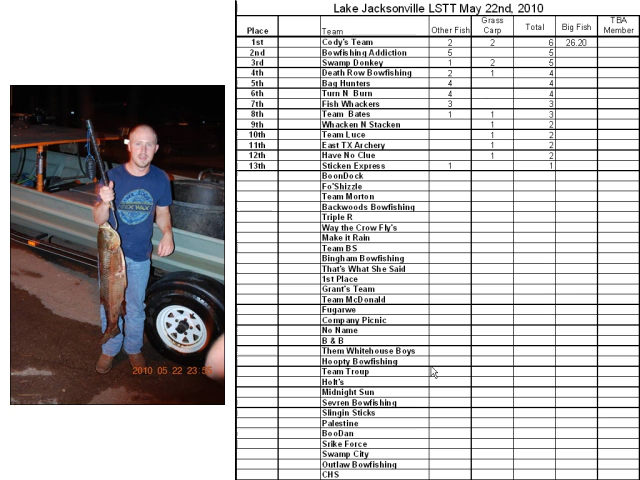 Lake Jacksonville LSTT May 22nd, 2010
Place Team Other Fish Grass Carp Total Big Fish TBA Member
1st Cody's Team 2 2 6 26.20
2nd Bowfishing Addiction 5 5
3rd Swamp Donkey 1 2 5
4th Death Row Bowfishing 2 1 4
5th Bag Hunters 4 4
6th Turn N Burn 4 4
7th Fish Whackers 3 3
8th Team Bates 1 1 3
9th Whacken N Stacken 1 2
10th Team Luce 1 2
11th East TX Archery 1 2
12th Have No Clue 1 2
13th Sticken Express 1 1
BoonDock
Fo'Shizzle
Team Morton
Backwoods Bowfishing
Triple R
Way the Crow Fly's
Make it Rain
Team BS
Bingham Bowfishing
That's What She Said
1st Place
Grant's Team
Team McDonald
Fugarwe
Company Picnic
No Name
B & B
Them Whitehouse Boys
Hoopty Bowfishing
Team Troup
Holt's
Midnight Sun
Sevren Bowfishing
Slingin Sticks
Palestine
BooDan
Srike Force
Swamp City
Outlaw Bowfishing
CHS
2010 05 22